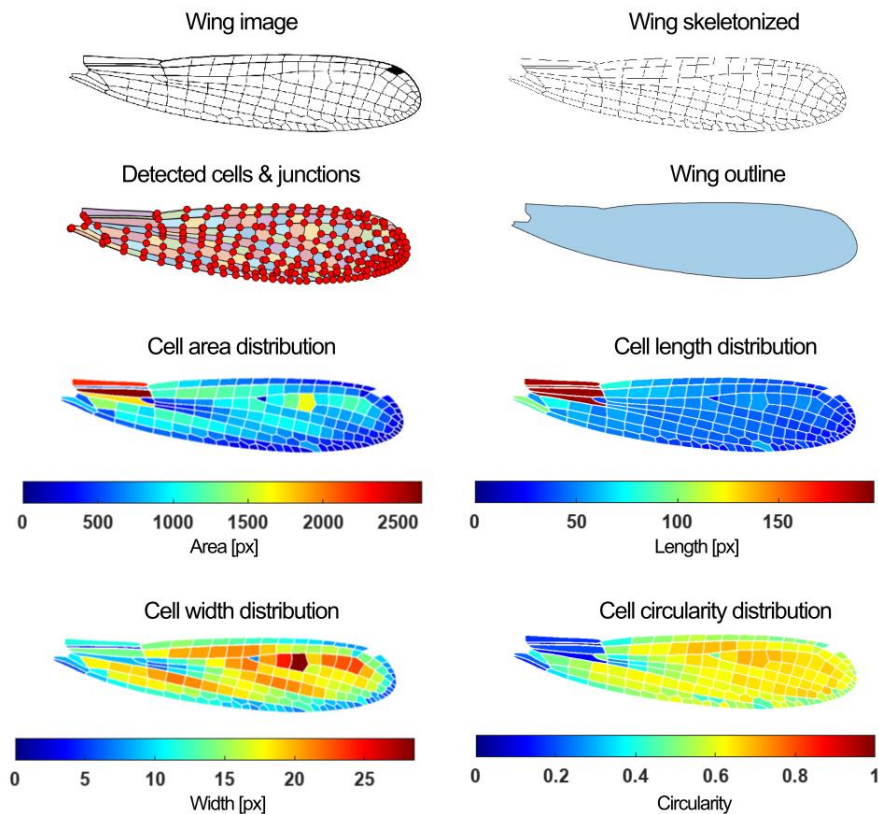 Wing image
Wing skeletonized
Detected cells & junctions
Wing outline
Cell area distribution
Cell length distribution
0 500 1000 1500 2000 2500
Area [px]
0 50 100 150
Length [px]
Cell width distribution
Cell circularity distribution
0 5 10 15 20 25
Width [px]
0 0.2 0.4 0.6 0.8 1
Circularity